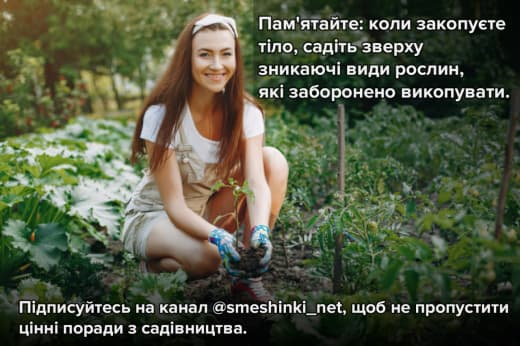 Пам'ятайте: коли закопуєте
тіло, садіть зверху
зникаючі види рослин,
які заборонено викопувати.
Підписуйтесь на канал @smeshinki_net, щоб не пропустити
цінні поради з садівництва.